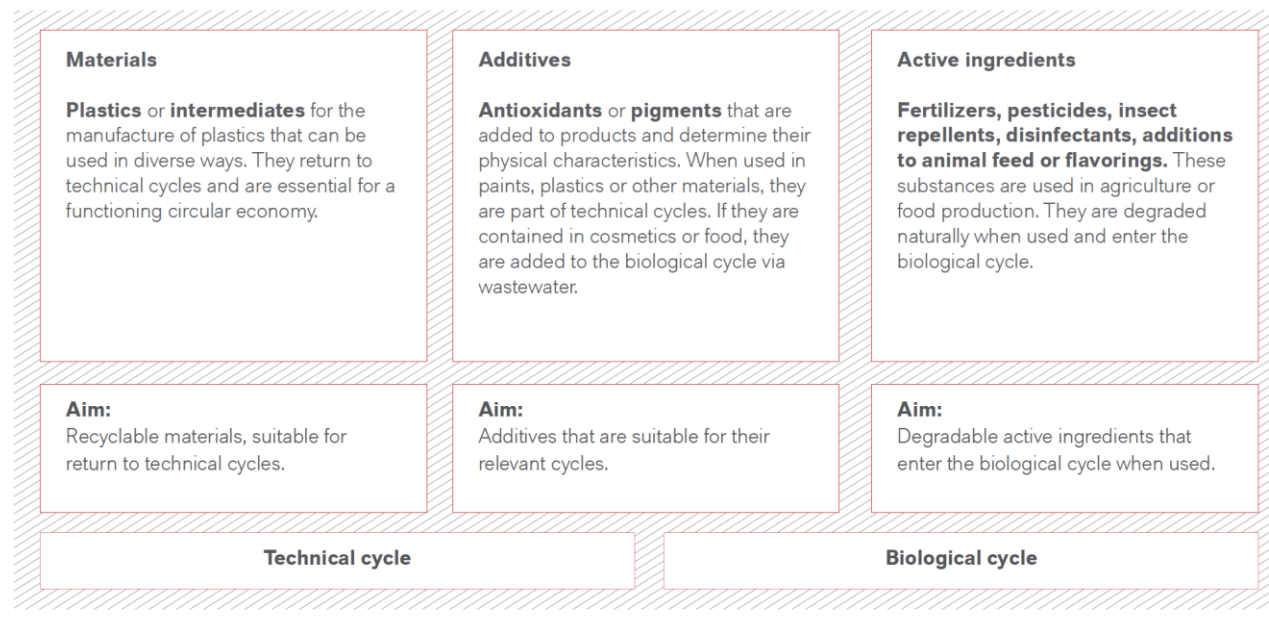 Materials
Plastics or intermediates for the
manufacture of plastics that can be
used in diverse ways. They return to
technical cycles and are essential for a
functioning circular economy.
Additives
Antioxidants or pigments that are
added to products and determine their
physical characteristics. When used in
paints, plastics or other materials, they
are part of technical cycles. If they are
contained in cosmetics or food, they
are added to the biological cycle via
wastewater.
Active ingredients
Fertilizers, pesticides, insect
repellents, disinfectants, additions
to animal feed or flavorings. These
substances are used in agriculture or
food production. They are degraded
naturally when used and enter the
biological cycle.
Aim:
Recyclable materials, suitable for
return to technical cycles.
Aim:
Additives that are suitable for their
relevant cycles.
Aim:
Degradable active ingredients that
enter the biological cycle when used.
Technical cycle
Biological cycle